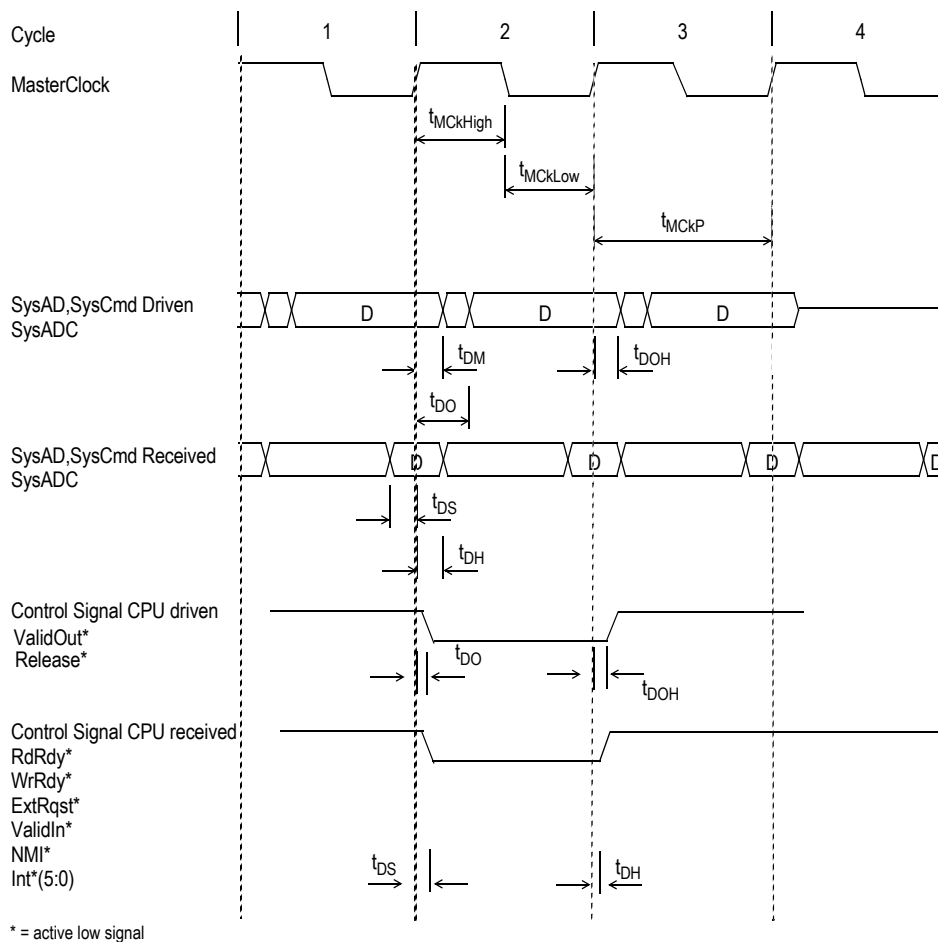 Cycle 1 2 3 4
MasterClock
tMCkHigh
tMCkLow
tMCkP
SysAD,SysCmd Driven
SysADC
D D D
tDM tDOH
tDO
SysAD,SysCmd Received
SysADC
D D D D
tDS
tDH
Control Signal CPU driven
ValidOut*
Release*
tDO
tDOH
Control Signal CPU received
RdRdy*
WrRdy*
ExtRqst*
ValidIn*
NMI*
Int*(5:0)
tDS tDH
* = active low signal